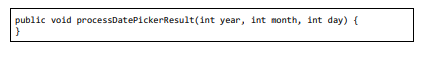 public void processDatePickerResult(int year, int month, int day) {
}